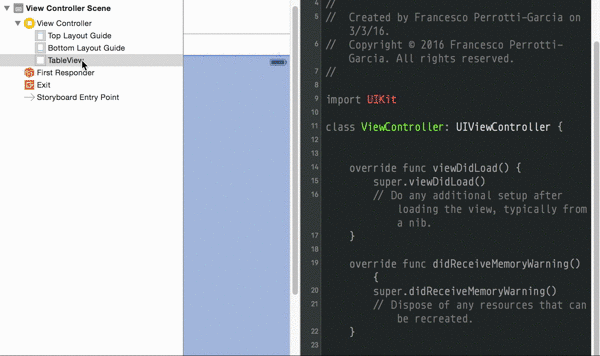 View Controller Scene
View Controller
Top Layout Guide
Bottom Layout Guide
TableView
First Responder
Exit
Storyboard Entry Point
4 //
5 //  Created by Francesco Perrotti-Garcia on
3/3/16.
6 //  Copyright © 2016 Francesco Perrotti-
Garcia. All rights reserved.
7 //
8
9 import UIKit
10
11 class ViewController: UIViewController {
12
13
14 override func viewDidLoad() {
15 super.viewDidLoad()
16 // Do any additional setup after
loading the view, typically from
a nib.
17 }
18
19 override func didReceiveMemoryWarning()
{
20 super.didReceiveMemoryWarning()
21 // Dispose of any resources that can
be recreated.
22 }
23